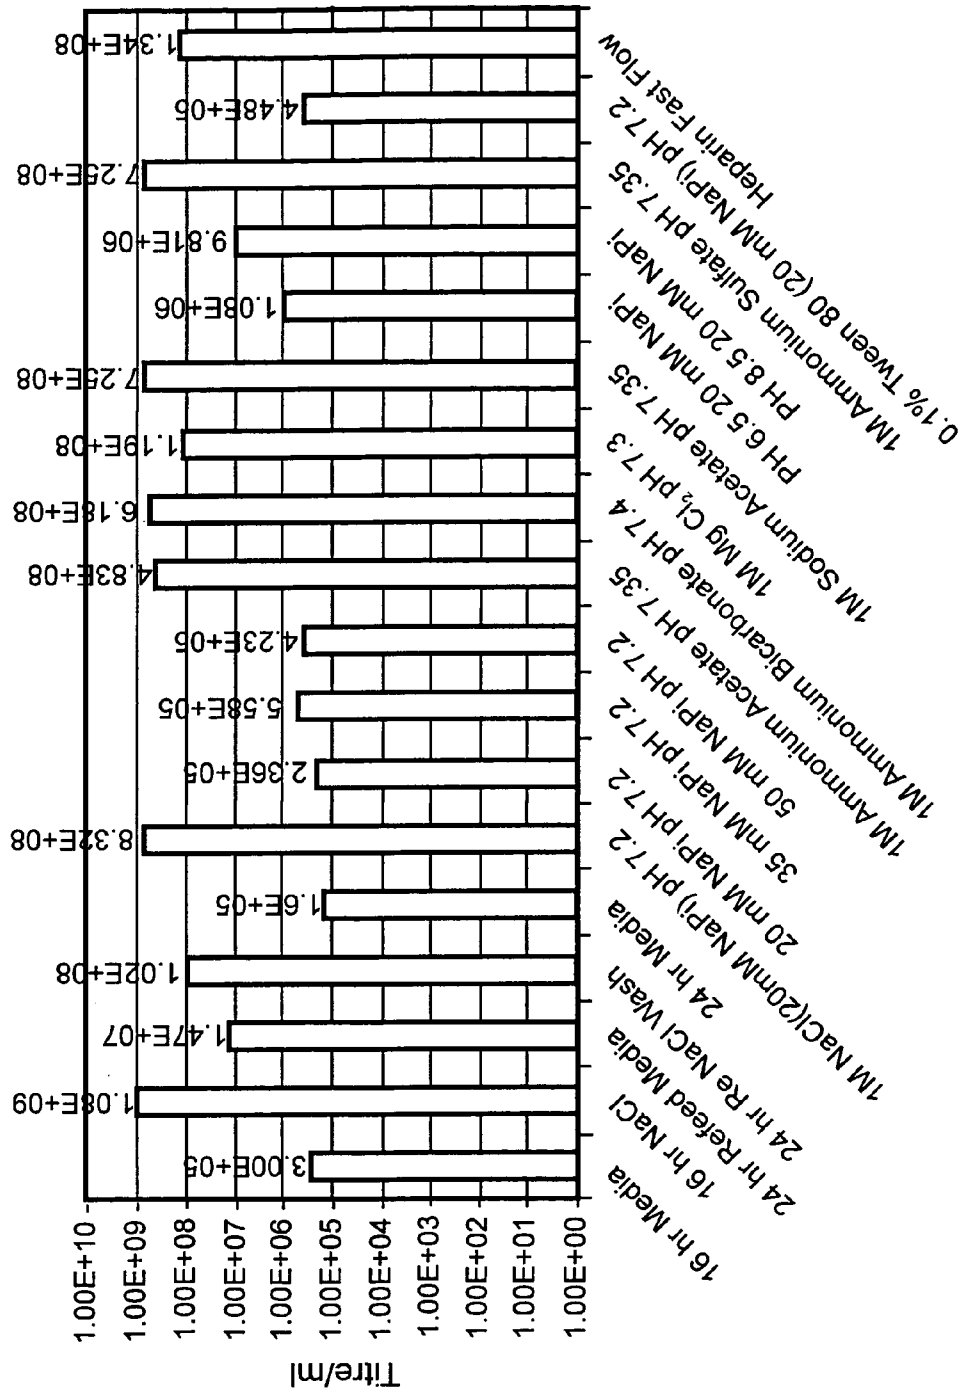 Titre/ml
1.00E+10
1.00E+09
1.00E+08
1.00E+07
1.00E+06
1.00E+05
1.00E+04
1.00E+03
1.00E+02
1.00E+01
1.00E+00
3.00E+05
1.08E+09
1.47E+07
1.02E+08
1.6E+05
8.32E+08
2.36E+05
5.58E+05
4.23E+05
4.83E+08
6.18E+08
1.19E+08
7.25E+08
1.08E+06
9.81E+06
7.25E+08
4.48E+05
1.34E+08
16 hr Media
16 hr NaCl
24 hr Refeed Media
24 hr Re NaCl Wash
24 hr Media
1M NaCl(20mM NaPi) pH 7.2
20 mM NaPi pH 7.2
35 mM NaPi pH 7.2
50 mM NaPi pH 7.2
1M Ammonium Acetate pH 7.35
1M Ammonium Bicarbonate pH 7.4
1M Mg Cl₂ pH 7.3
1M Sodium Acetate pH 7.35
PH 6.5 20 mM NaPi
PH 8.5 20 mM NaPi
1M Ammonium Sulfate pH 7.35
0.1% Tween 80 (20 mM NaPi) pH 7.2
Heparin Fast Flow